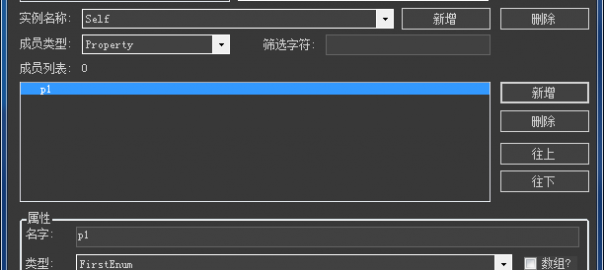 实例名称: Self 新增 删除
成员类型: Property 筛选字符:
成员列表: 0
p1 新增
删除
往上
往下
属性
名字: p1
类型: FirstEnum 数组?